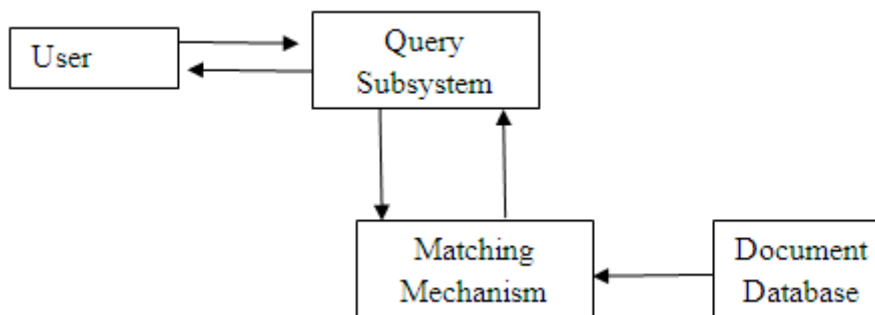 User
Query
Subsystem
Matching
Mechanism
Document
Database